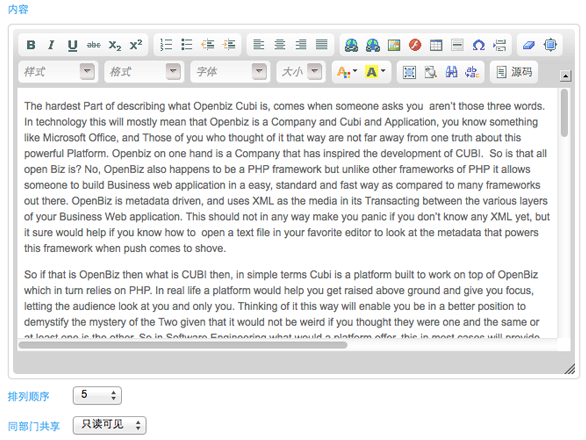 内容
B I U abc X₂ X²
样式 格式 字体 大小 A A 源码
The hardest Part of describing what Openbiz Cubi is, comes when someone asks you aren't those three words.
In technology this will mostly mean that Openbiz is a Company and Cubi and Application, you know something
like Microsoft Office, and Those of you who thought of it that way are not far away from one truth about this
powerful Platform. Openbiz on one hand is a Company that has inspired the development of CUBI. So is that all
open Biz is? No, OpenBiz also happens to be a PHP framework but unlike other frameworks of PHP it allows
someone to build Business web application in a easy, standard and fast way as compared to many frameworks
out there. OpenBiz is metadata driven, and uses XML as the media in its Transacting between the various layers
of your Business Web application. This should not in any way make you panic if you don't know any XML yet, but
it sure would help if you know how to open a text file in your favorite editor to look at the metadata that powers
this framework when push comes to shove.
So if that is OpenBiz then what is CUBI then, in simple terms Cubi is a platform built to work on top of OpenBiz
which in turn relies on PHP. In real life a platform would help you get raised above ground and give you focus,
letting the audience look at you and only you. Thinking of it this way will enable you be in a better position to
demystify the mystery of the Two given that it would not be weird if you thought they were one and the same or
at least one is the other. So in Software Engineering what would a platform offer, this in most cases will provide
排列顺序 5
同部门共享 只读可见